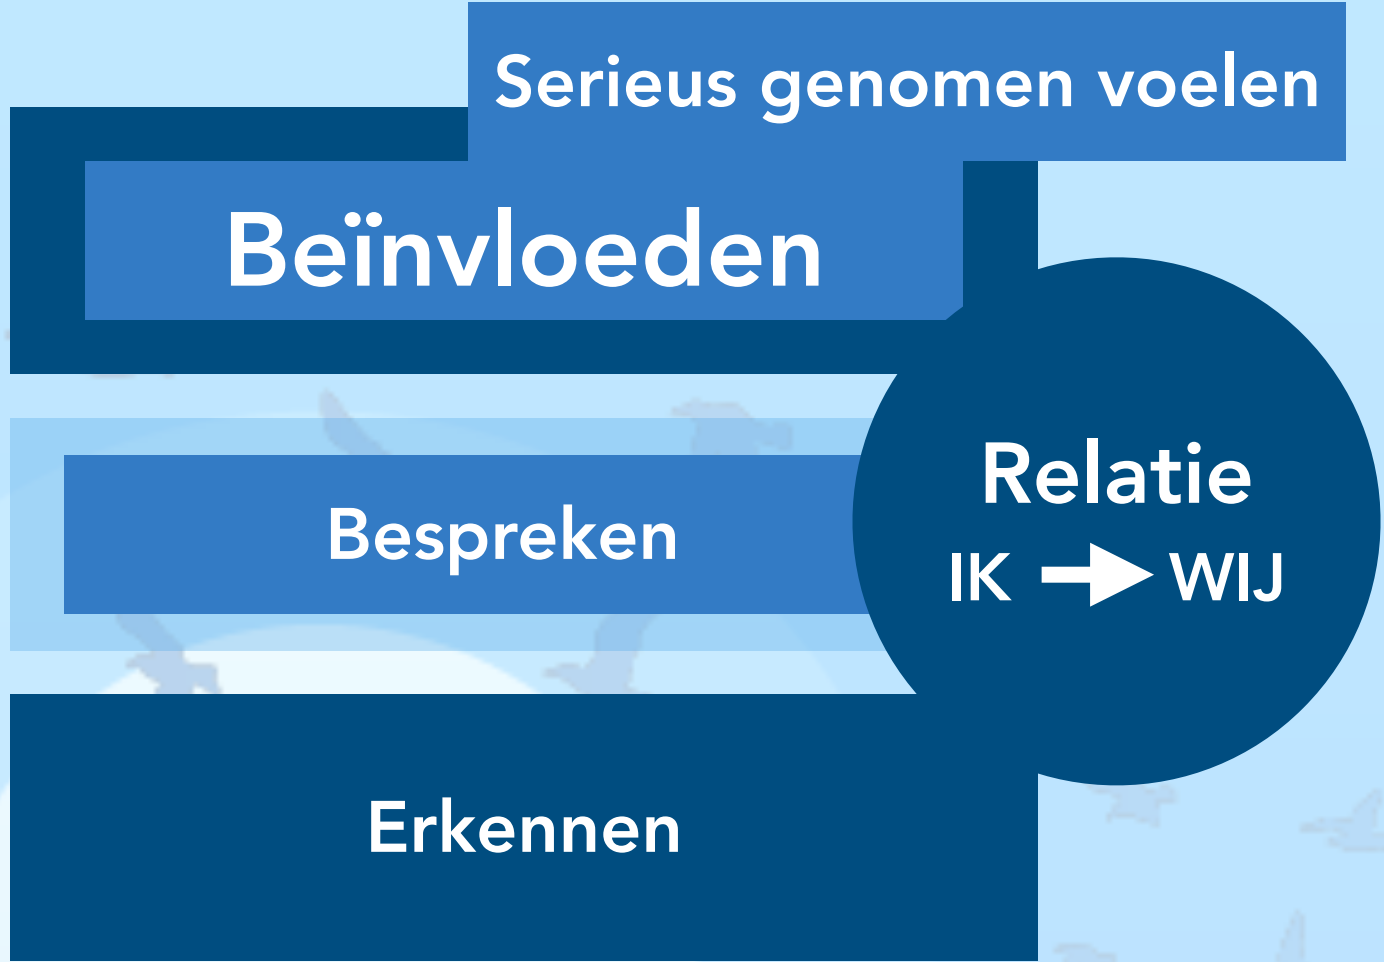 Serieus genomen voelen
Beïnvloeden
Relatie
IK WIJ
Bespreken
Erkennen